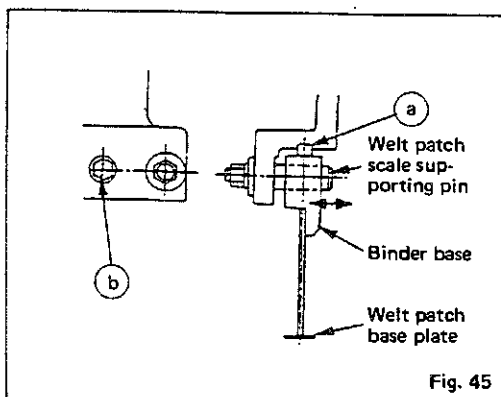 a
Welt patch
scale sup-
porting pin
Binder base
b
Welt patch
base plate
Fig. 45